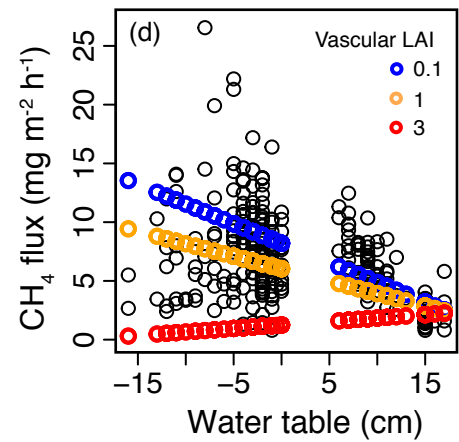 (d)
Vascular LAI
0.1
1
3
CH₄ flux (mg m⁻² h⁻¹)
25
20
15
10
5
0
−15 −5 5 15
Water table (cm)